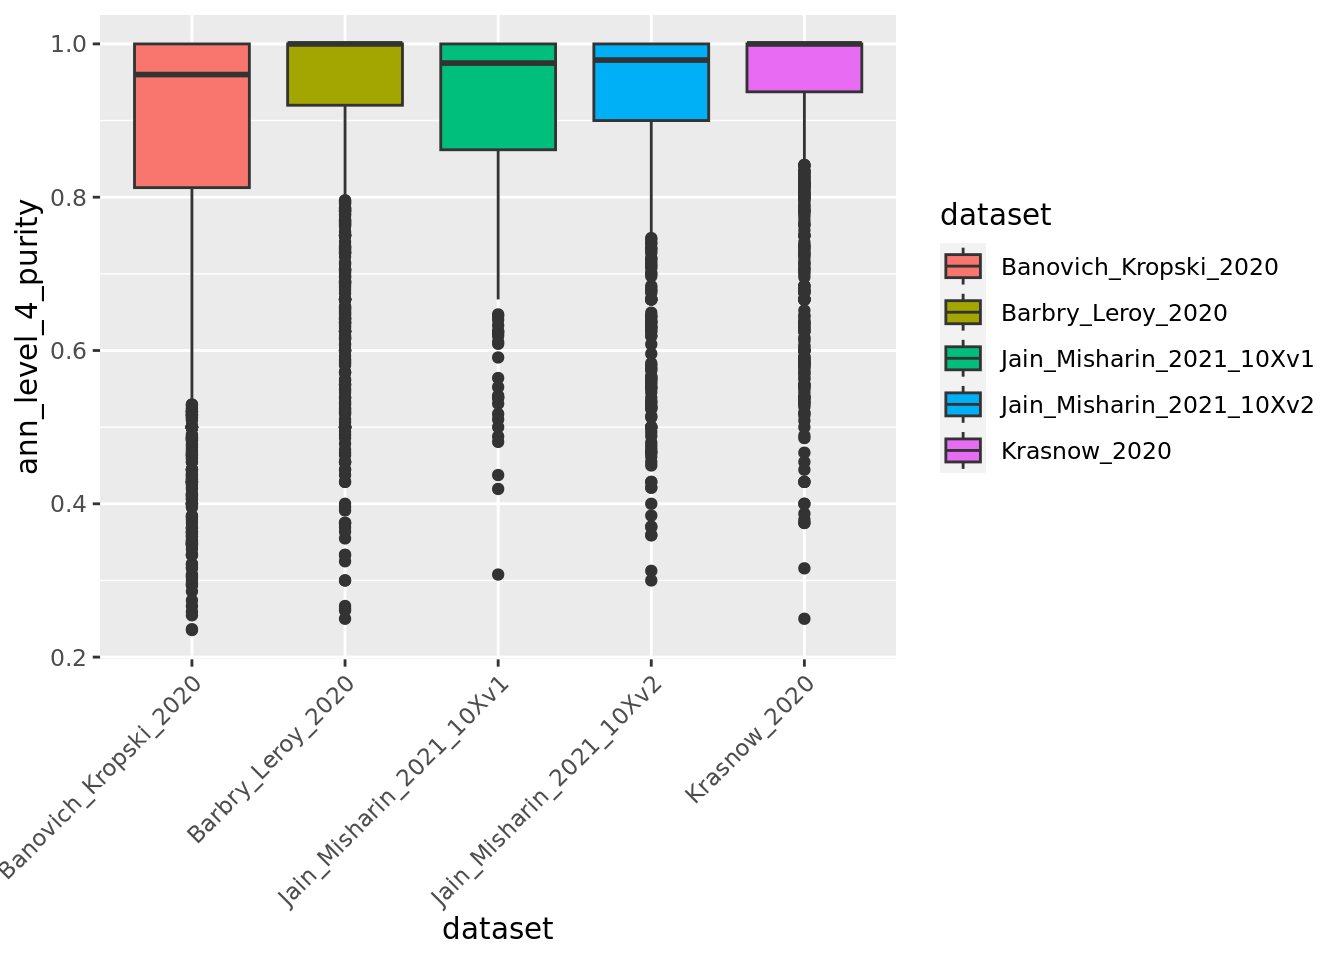 1.0
0.8
0.6
0.4
0.2
ann_level_4_purity
Banovich_Kropski_2020
Barbry_Leroy_2020
Jain_Misharin_2021_10Xv1
Jain_Misharin_2021_10Xv2
Krasnow_2020
dataset
dataset
Banovich_Kropski_2020
Barbry_Leroy_2020
Jain_Misharin_2021_10Xv1
Jain_Misharin_2021_10Xv2
Krasnow_2020